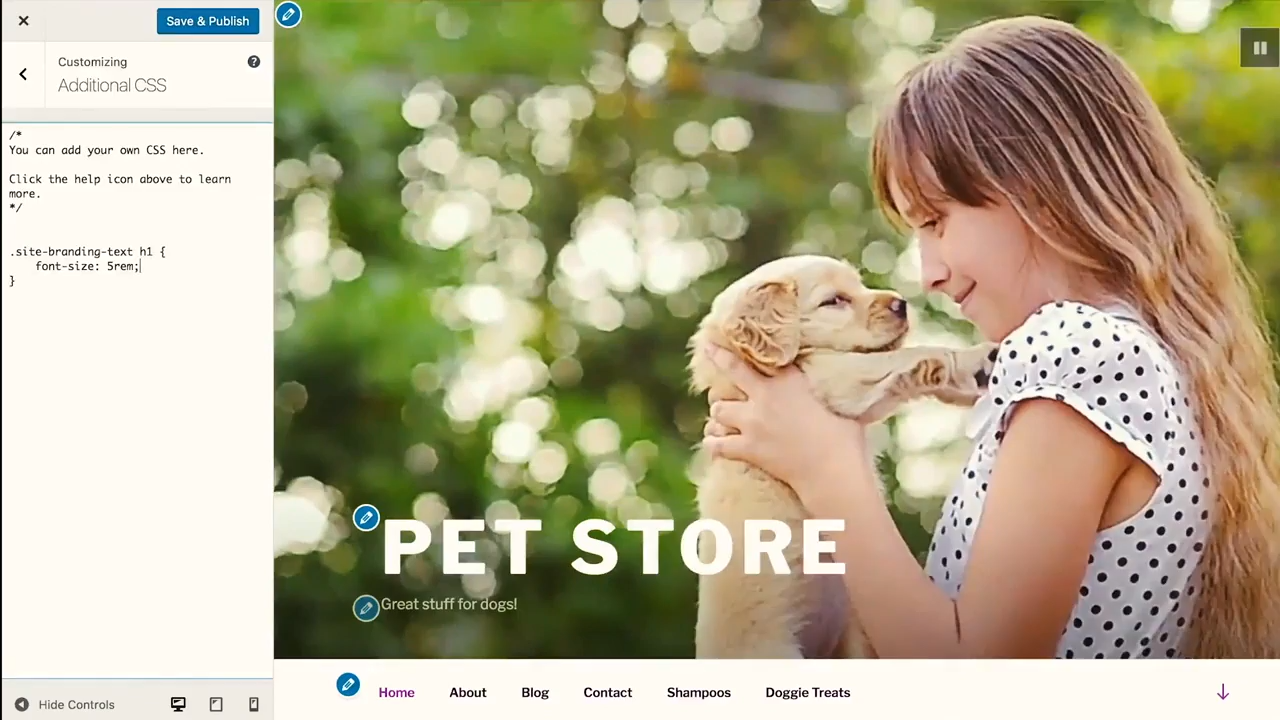 Save & Publish
Customizing
Additional CSS
/*
You can add your own CSS here.
Click the help icon above to learn
more.
*/
.site-branding-text h1 {
font-size: 5rem;
}
Hide Controls
PET STORE
Great stuff for dogs!
Home About Blog Contact Shampoos Doggie Treats